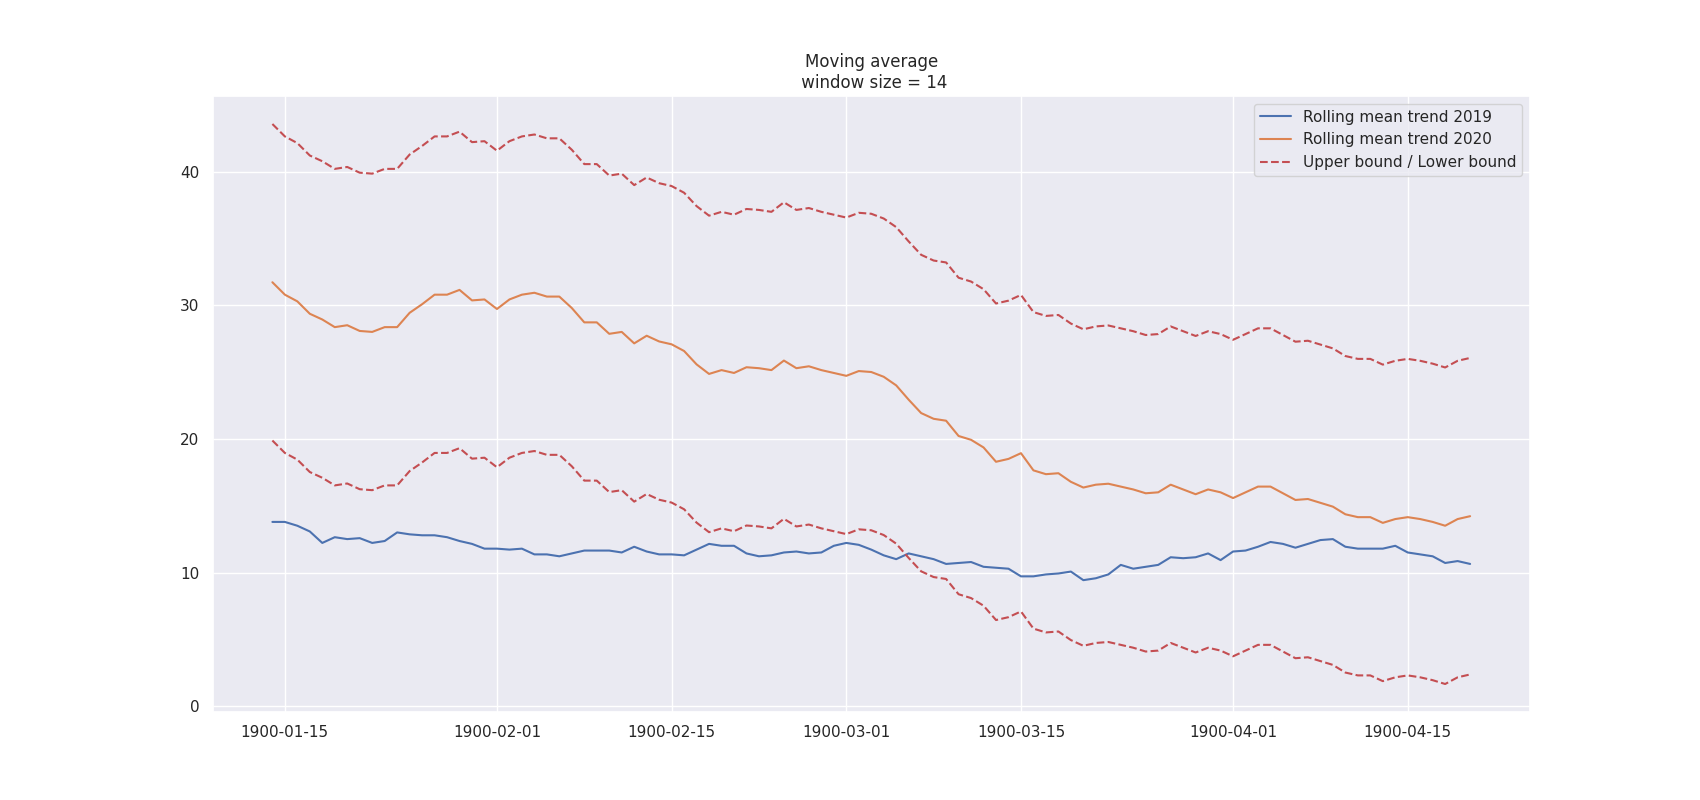 Moving average
window size = 14
Rolling mean trend 2019
Rolling mean trend 2020
Upper bound / Lower bound
40
30
20
10
0
1900-01-15 1900-02-01 1900-02-15 1900-03-01 1900-03-15 1900-04-01 1900-04-15